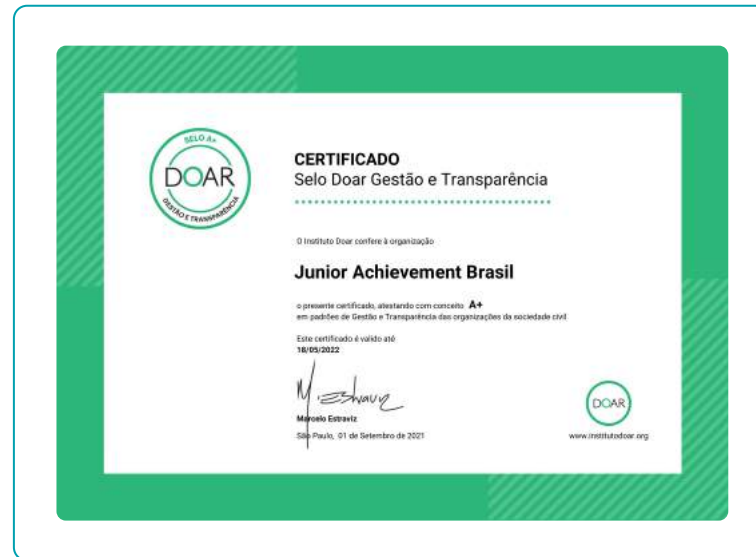 SELO A+
DOAR
GESTÃO E TRANSPARÊNCIA
CERTIFICADO
Selo Doar Gestão e Transparência
O Instituto Doar confere à organização
Junior Achievement Brasil
o presente certificado, atestando com conceito A+
em padrões de Gestão e Transparência das organizações da sociedade civil
Este certificado é valido até
18/05/2022
M. Estraviz
Marcelo Estraviz
São Paulo, 01 de Setembro de 2021
DOAR
www.institutodoar.org